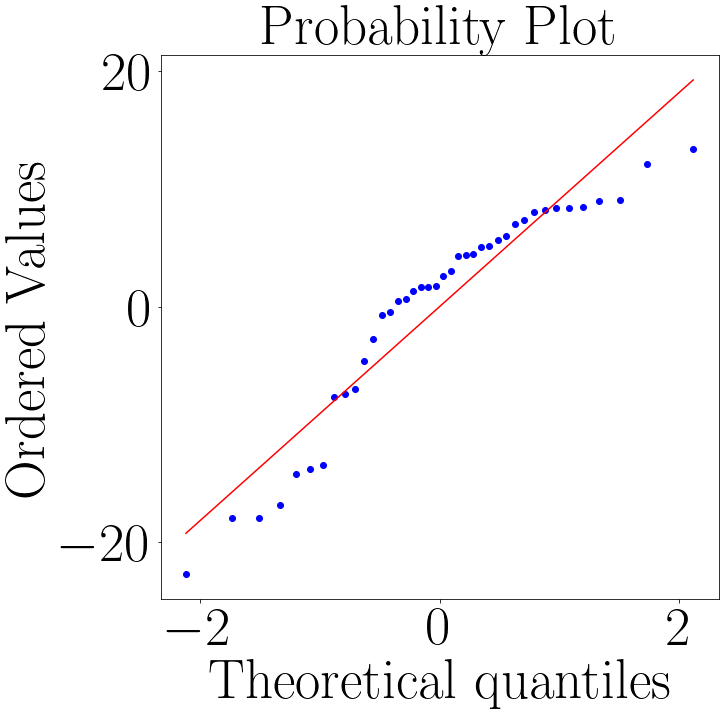 Probability Plot
20
0
−20
Ordered Values
−2 0 2
Theoretical quantiles